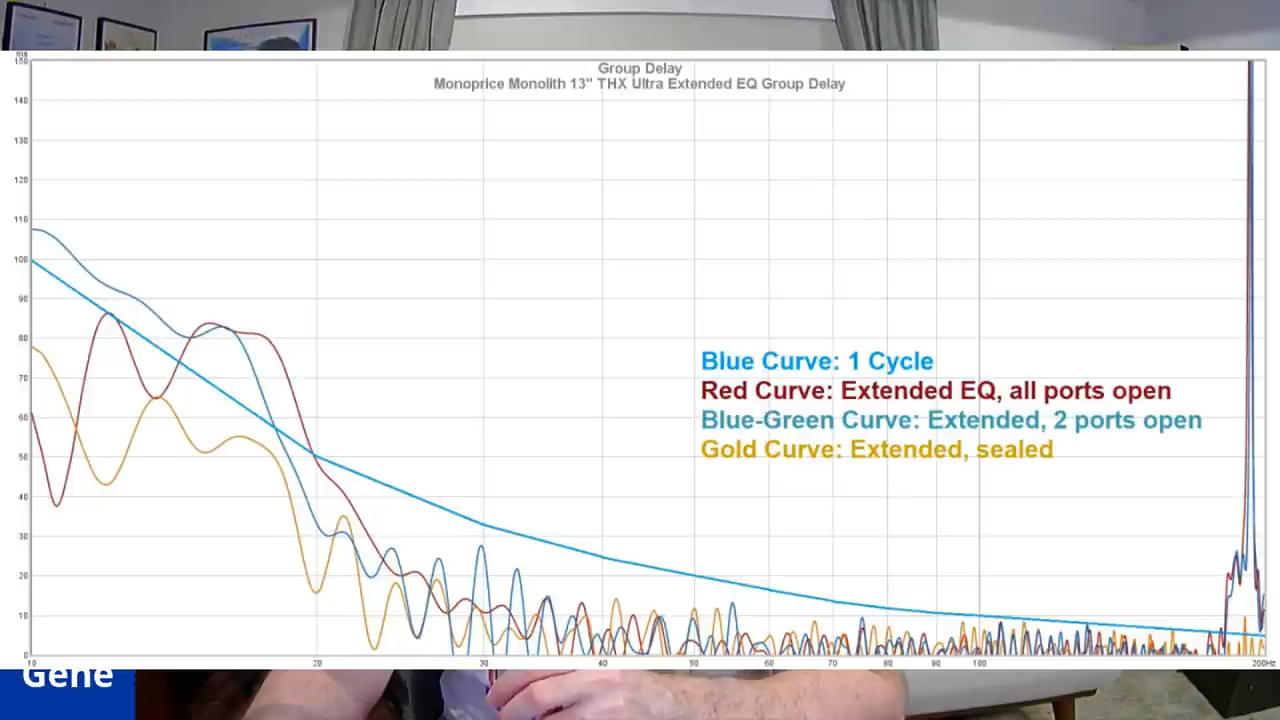 ms
Group Delay
Monoprice Monolith 13" THX Ultra Extended EQ Group Delay
150
140
130
120
110
100
90
80
70
60
50
40
30
20
10
0
Blue Curve: 1 Cycle
Red Curve: Extended EQ, all ports open
Blue-Green Curve: Extended, 2 ports open
Gold Curve: Extended, sealed
10 20 30 40 50 60 70 80 90 100 200Hz
Gene